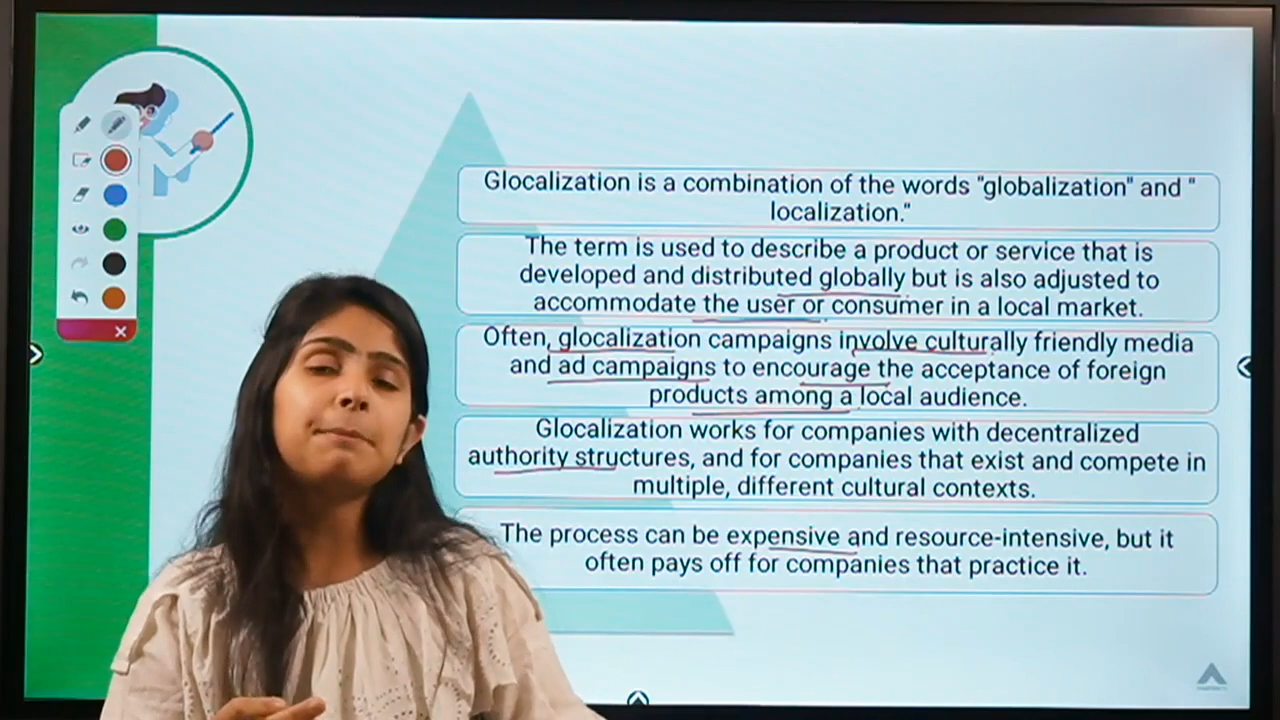 Glocalization is a combination of the words "globalization" and "
localization."
The term is used to describe a product or service that is
developed and distributed globally but is also adjusted to
accommodate the user or consumer in a local market.
Often, glocalization campaigns involve culturally friendly media
and ad campaigns to encourage the acceptance of foreign
products among a local audience.
Glocalization works for companies with decentralized
authority structures, and for companies that exist and compete in
multiple, different cultural contexts.
The process can be expensive and resource-intensive, but it
often pays off for companies that practice it.